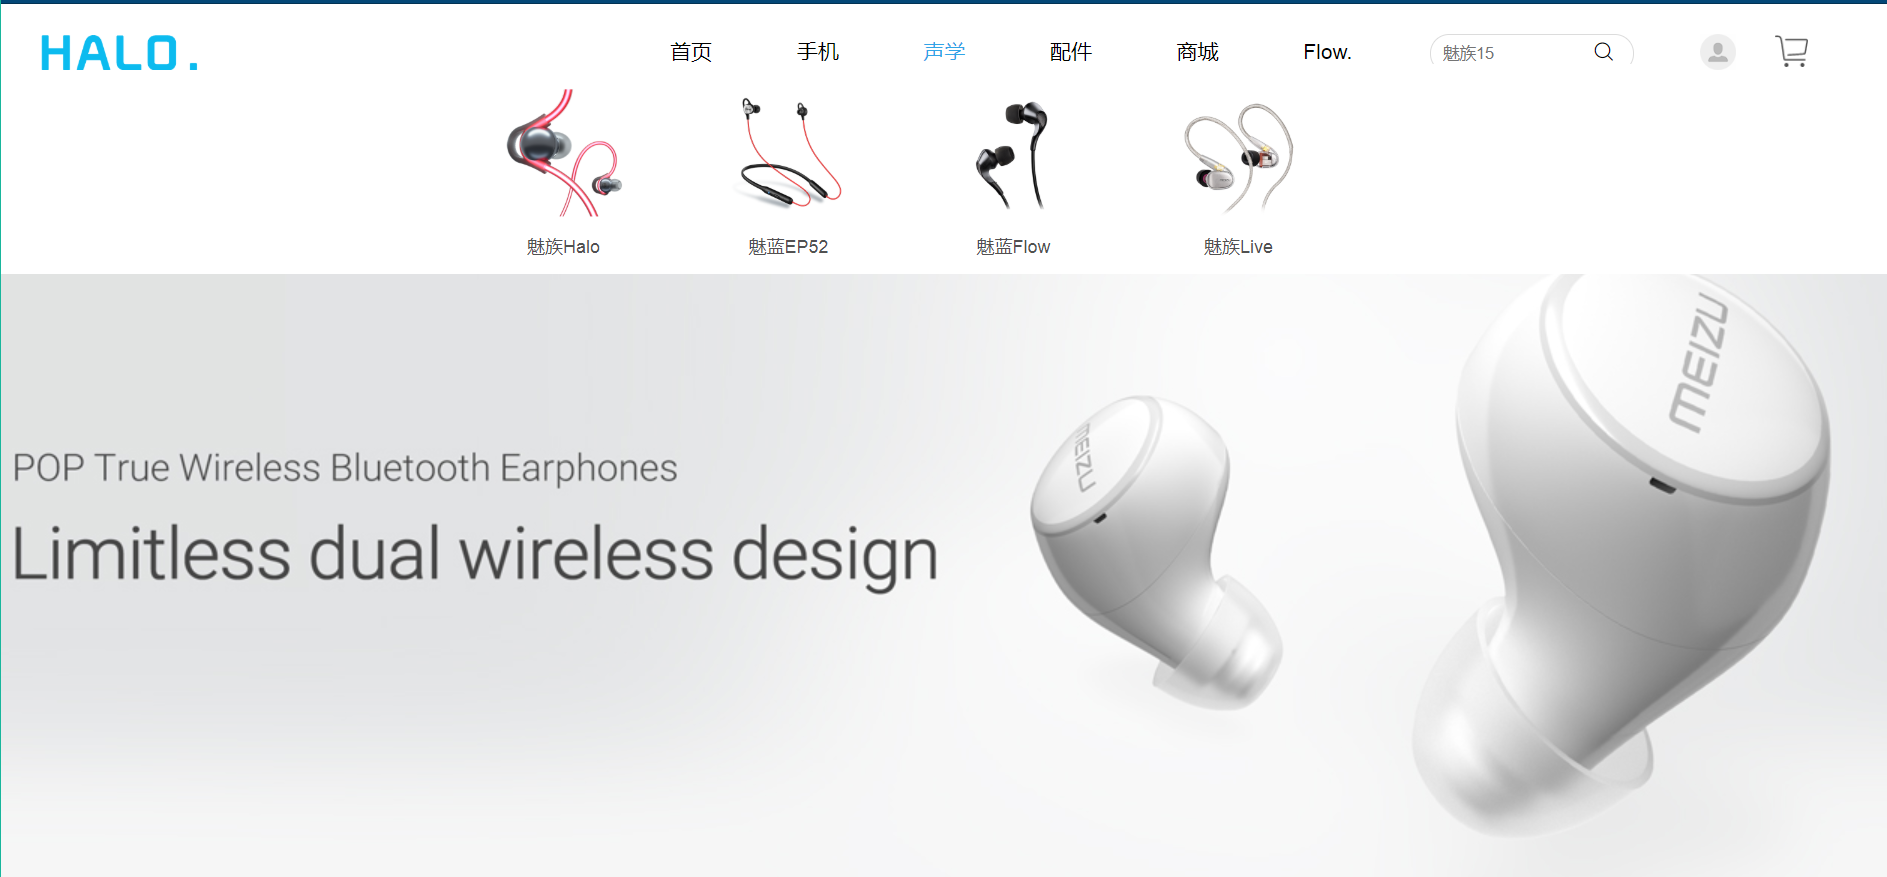 HALO.
首页 手机 声学 配件 商城 Flow. 魅族15
魅族Halo 魅蓝EP52 魅蓝Flow 魅族Live
POP True Wireless Bluetooth Earphones
Limitless dual wireless design
MEIZU
MEIZU